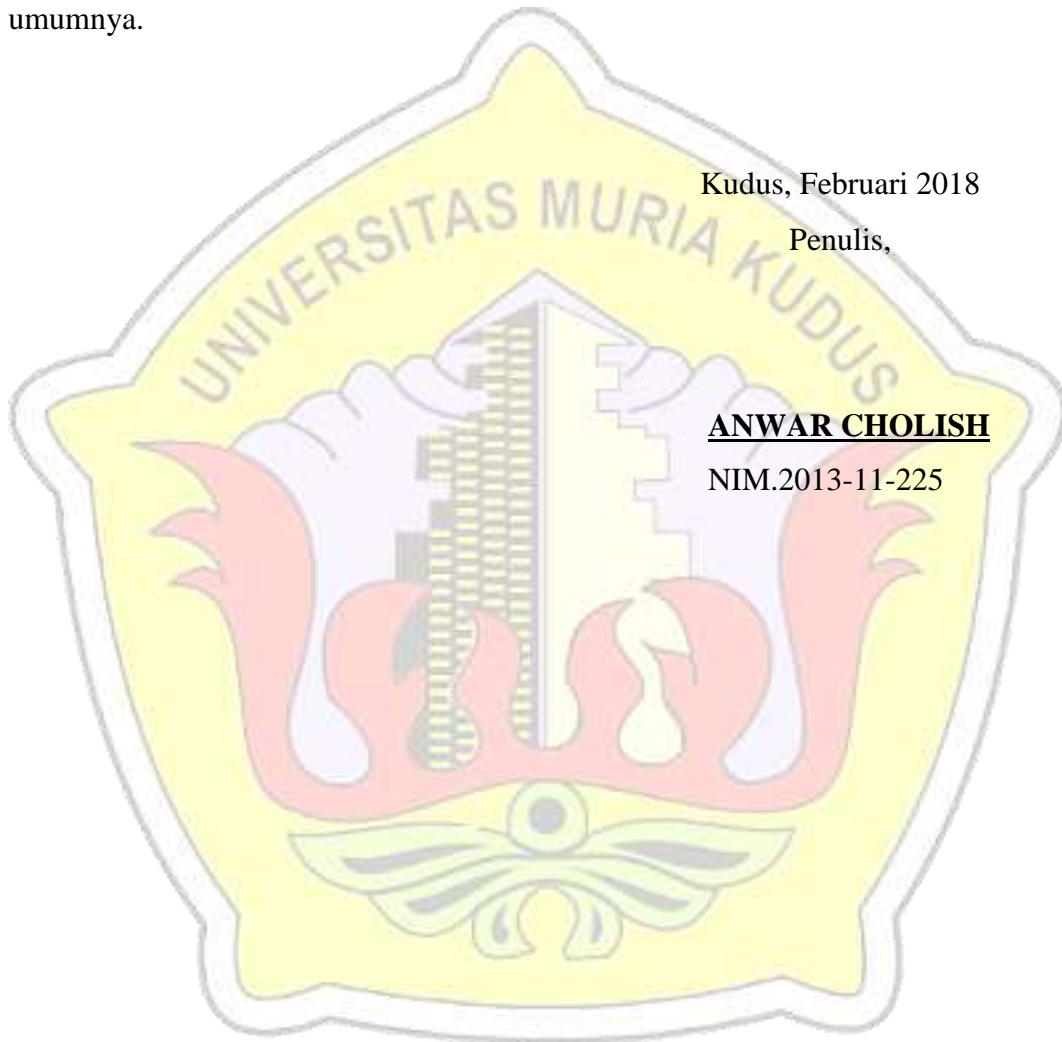 umumnya.
Kudus, Februari 2018
Penulis,
UNIVERSITAS MURIA KUDUS
ANWAR CHOLISH
NIM.2013-11-225